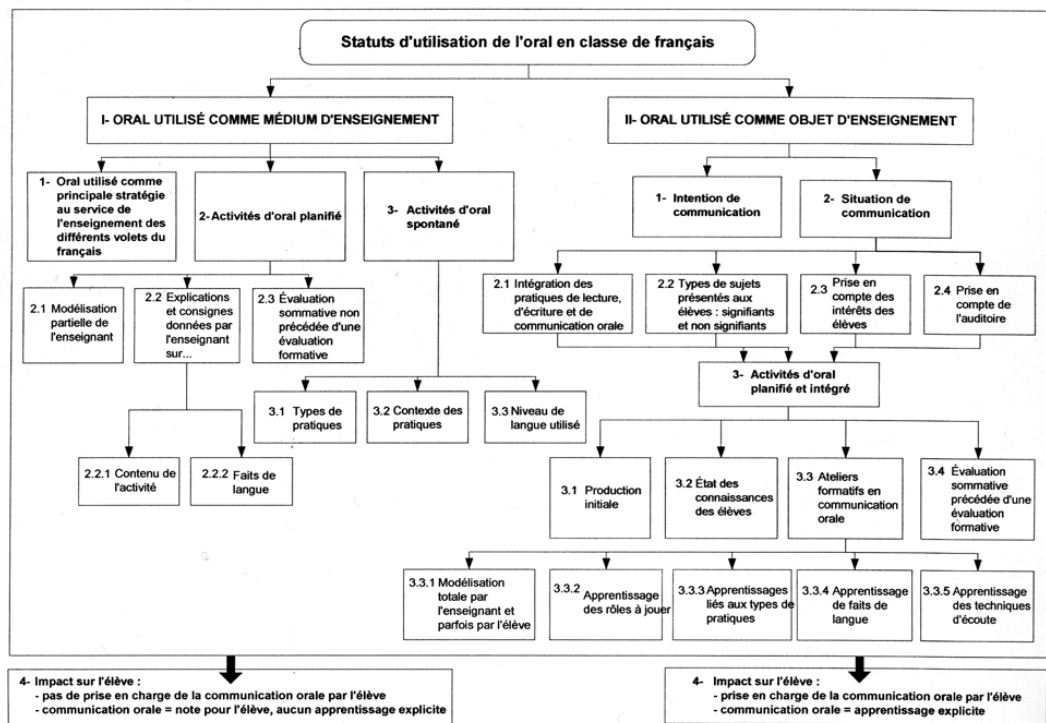 Statuts d'utilisation de l'oral en classe de français
I- ORAL UTILISÉ COMME MÉDIUM D'ENSEIGNEMENT
II- ORAL UTILISÉ COMME OBJET D'ENSEIGNEMENT
1- Oral utilisé comme
principale stratégie
au service de
l'enseignement des
différents volets du
français
2- Activités d'oral planifié
3- Activités d'oral
spontané
1- Intention de
communication
2- Situation de
communication
2.1 Modélisation
partielle de
l'enseignant
2.2 Explications
et consignes
données par
l'enseignant
sur...
2.3 Évaluation
sommative non
précédée d'une
évaluation
formative
2.1 Intégration des
pratiques de lecture,
d'écriture et de
communication orale
2.2 Types de sujets
présentés aux
élèves : signifiants
et non signifiants
2.3 Prise en
compte des
intérêts des
élèves
2.4 Prise en
compte de
l'auditoire
3- Activités d'oral
planifié et intégré
3.1 Types de
pratiques
3.2 Contexte des
pratiques
3.3 Niveau de
langue utilisé
2.2.1 Contenu de
l'activité
2.2.2 Faits de
langue
3.1 Production
initiale
3.2 État des
connaissances
des élèves
3.3 Ateliers
formatifs en
communication
orale
3.4 Évaluation
sommative
précédée d'une
évaluation
formative
3.3.1 Modélisation
totale par
l'enseignant et
parfois par l'élève
3.3.2 Apprentissage
des rôles à jouer
3.3.3 Apprentissages
liés aux types de
pratiques
3.3.4 Apprentissage
de faits de
langue
3.3.5 Apprentissage
des techniques
d'écoute
4- Impact sur l'élève :
- pas de prise en charge de la communication orale par l'élève
- communication orale = note pour l'élève, aucun apprentissage explicite
4- Impact sur l'élève :
- prise en charge de la communication orale par l'élève
- communication orale = apprentissage explicite